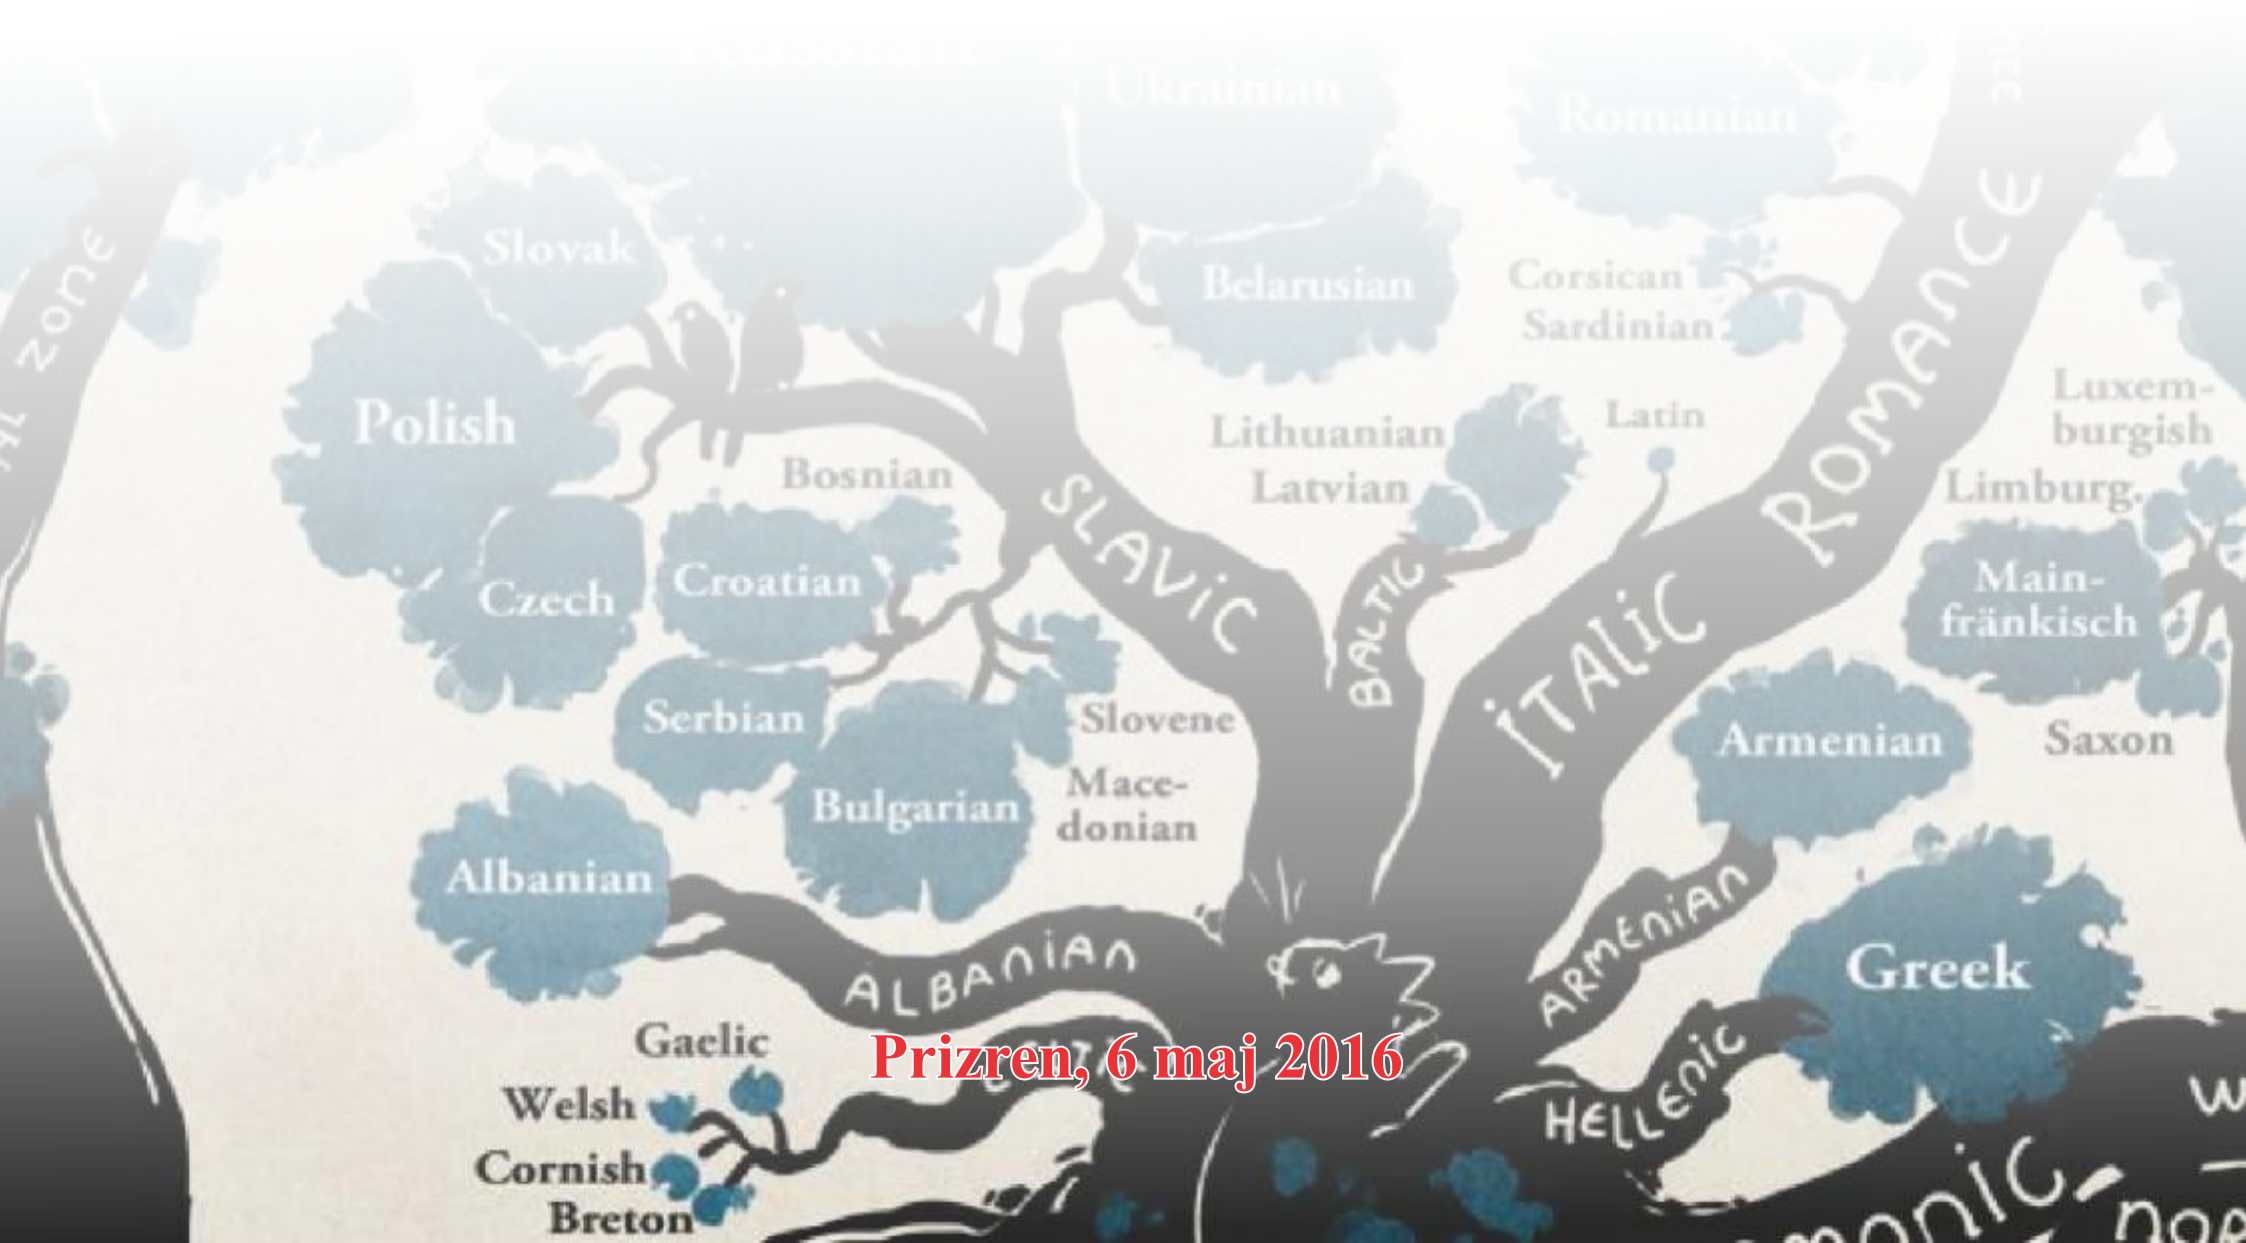 Russian
Ukrainian
Romanian
Slovak
Belarusian
Corsican
Sardinian
ROMANCE
ZONE
Polish
Lithuanian
Latvian
Latin
Luxem-
burgish
Limburg.
Bosnian
Czech
Croatian
SLAVIC
BALTIC
ITALIC
Main-
fränkisch
Serbian
Slovene
Armenian
Saxon
Bulgarian
Mace-
donian
Albanian
ALBANIAN
ARMENIAN
Greek
Gaelic
Prizren, 6 maj 2016
HELLENIC
Welsh
Cornish
Breton